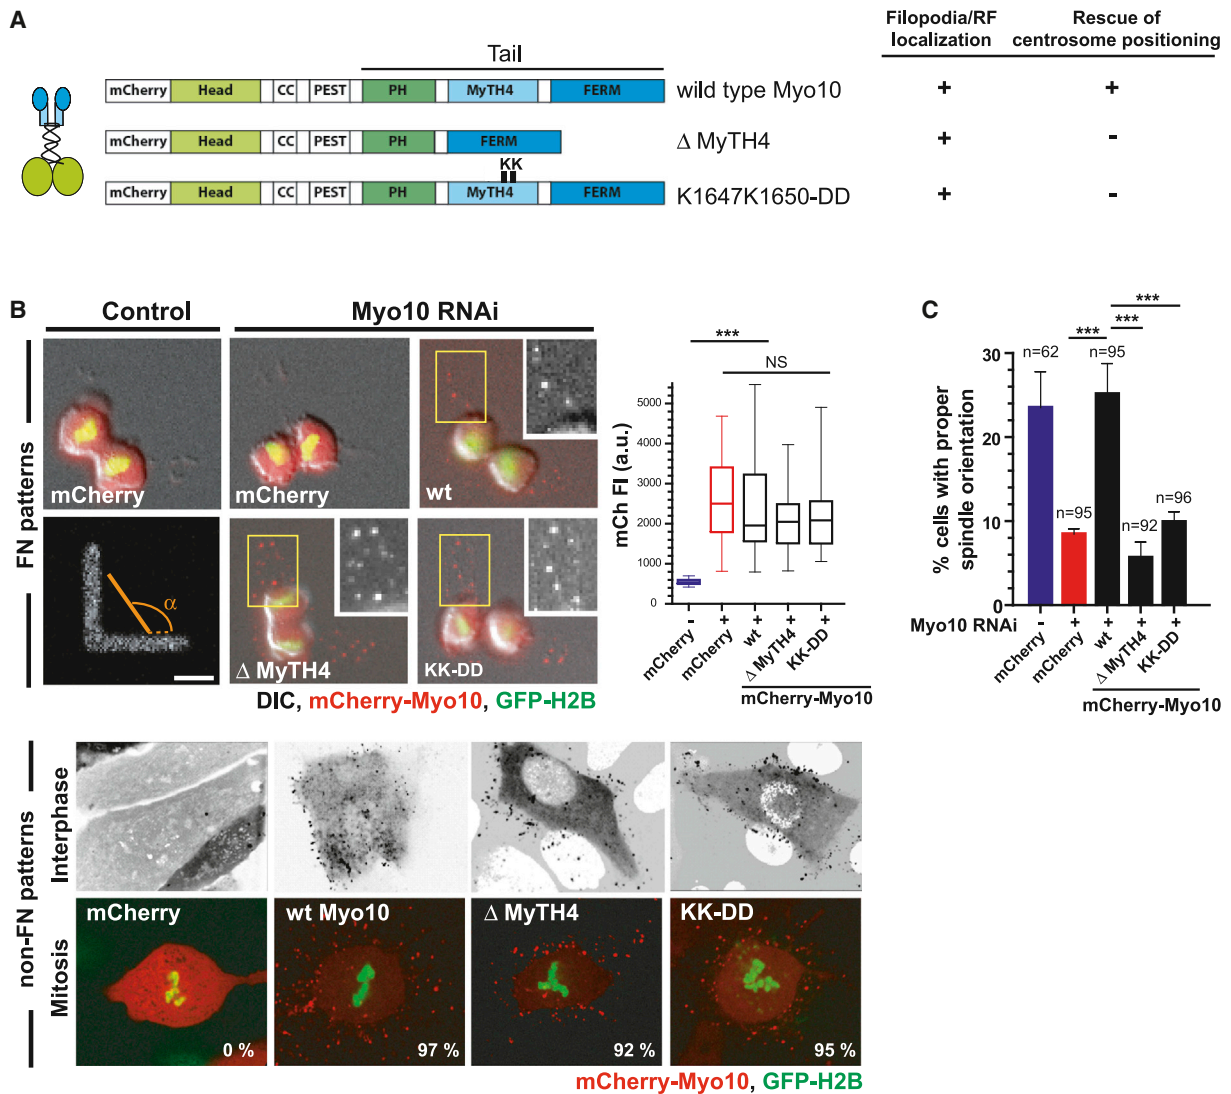 A
Filopodia/RF localization
Rescue of centrosome positioning
Tail
mCherry Head CC PEST PH MyTH4 FERM wild type Myo10 + +
mCherry Head CC PEST PH FERM Δ MyTH4 + -
KK
mCherry Head CC PEST PH MyTH4 FERM K1647K1650-DD + -
B
Control
Myo10 RNAi
FN patterns
mCherry
mCherry
wt
α
Δ MyTH4
KK-DD
DIC, mCherry-Myo10, GFP-H2B
***
NS
mCh FI (a.u.)
5000
4000
3000
2000
1000
0
- + + + +
mCherry
mCherry
wt
Δ MyTH4
KK-DD
mCherry-Myo10
C
***
***
***
n=62
n=95
n=95
n=92
n=96
% cells with proper spindle orientation
30
20
10
0
Myo10 RNAi - + + + +
mCherry
mCherry
wt
Δ MyTH4
KK-DD
mCherry-Myo10
non-FN patterns
Interphase
Mitosis
mCherry
wt Myo10
Δ MyTH4
KK-DD
0 %
97 %
92 %
95 %
mCherry-Myo10, GFP-H2B